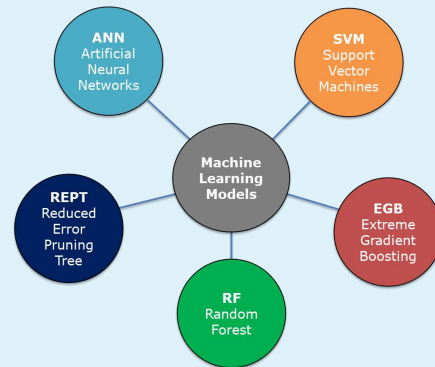 ANN
Artificial
Neural
Networks
SVM
Support
Vector
Machines
Machine
Learning
Models
REPT
Reduced
Error
Pruning
Tree
EGB
Extreme
Gradient
Boosting
RF
Random
Forest